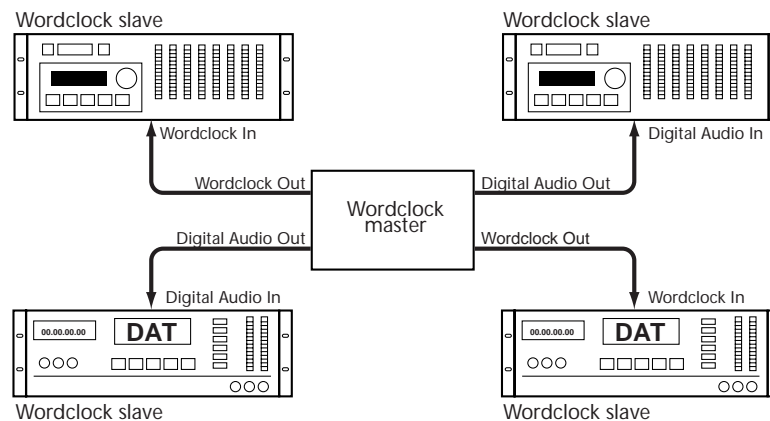 Wordclock slave
Wordclock slave
Wordclock In
Digital Audio In
Wordclock Out
Digital Audio Out
Wordclock
master
Digital Audio Out
Wordclock Out
Digital Audio In
Wordclock In
00.00.00.00
DAT
00.00.00.00
DAT
Wordclock slave
Wordclock slave